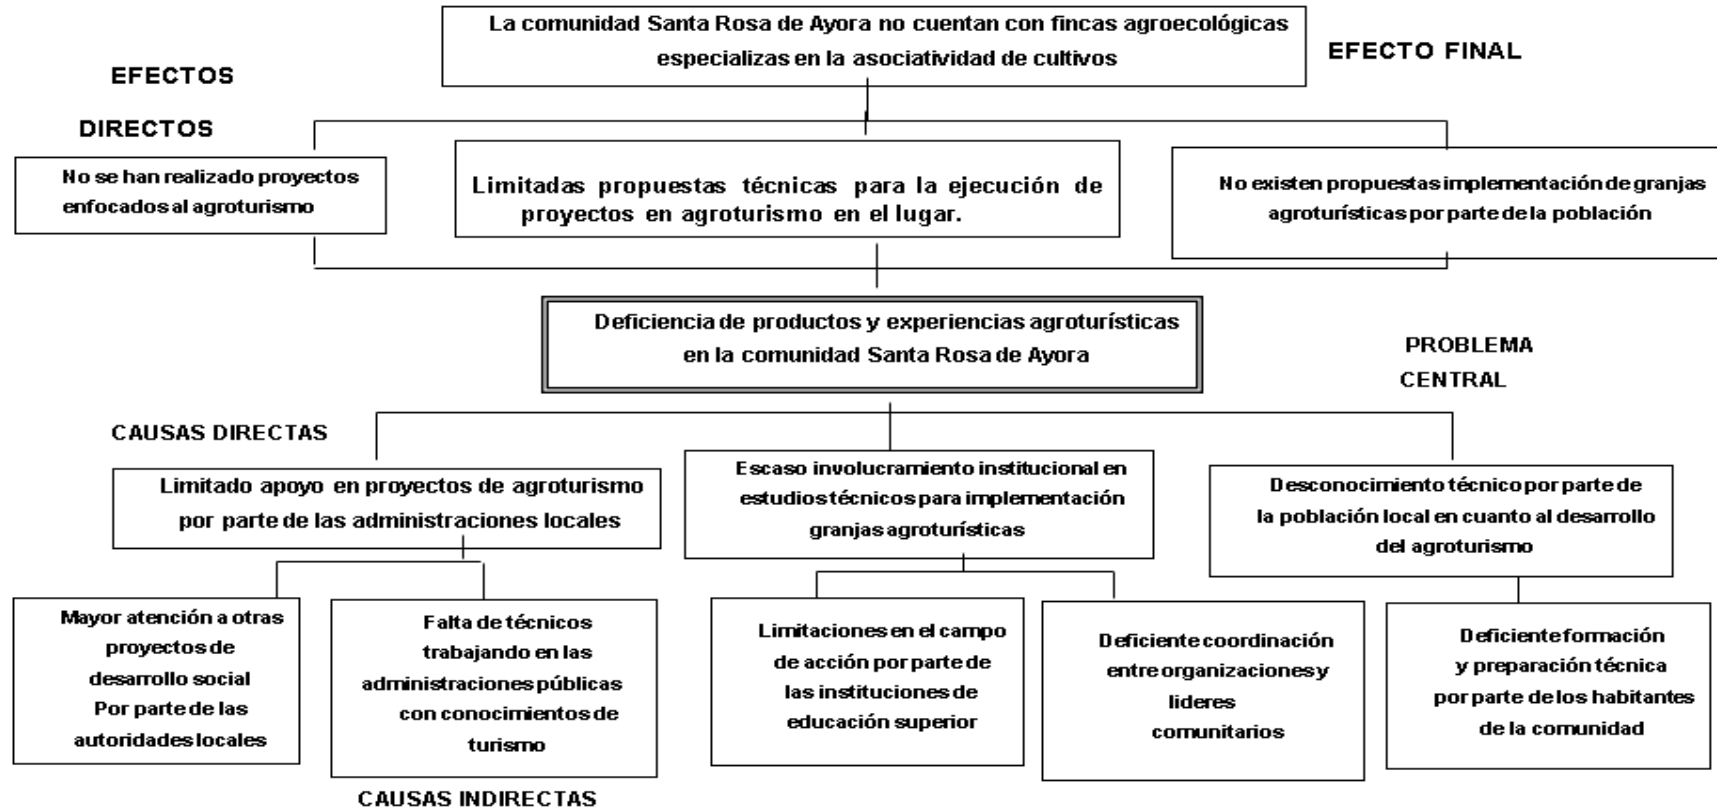 La comunidad Santa Rosa de Ayora no cuentan con fincas agroecológicas
especializas en la asociatividad de cultivos
EFECTO FINAL
EFECTOS
DIRECTOS
No se han realizado proyectos
enfocados al agroturismo
Limitadas propuestas técnicas para la ejecución de
proyectos en agroturismo en el lugar.
No existen propuestas implementación de granjas
agroturísticas por parte de la población
Deficiencia de productos y experiencias agroturísticas
en la comunidad Santa Rosa de Ayora
PROBLEMA
CENTRAL
CAUSAS DIRECTAS
Limitado apoyo en proyectos de agroturismo
por parte de las administraciones locales
Escaso involucramiento institucional en
estudios técnicos para implementación
granjas agroturísticas
Desconocimiento técnico por parte de
la población local en cuanto al desarrollo
del agroturismo
Mayor atención a otras
proyectos de
desarrollo social
Por parte de las
autoridades locales
Falta de técnicos
trabajando en las
administraciones públicas
con conocimientos de
turismo
Limitaciones en el campo
de acción por parte de
las instituciones de
educación superior
Deficiente coordinación
entre organizaciones y
lideres
comunitarios
Deficiente formación
y preparación técnica
por parte de los habitantes
de la comunidad
CAUSAS INDIRECTAS